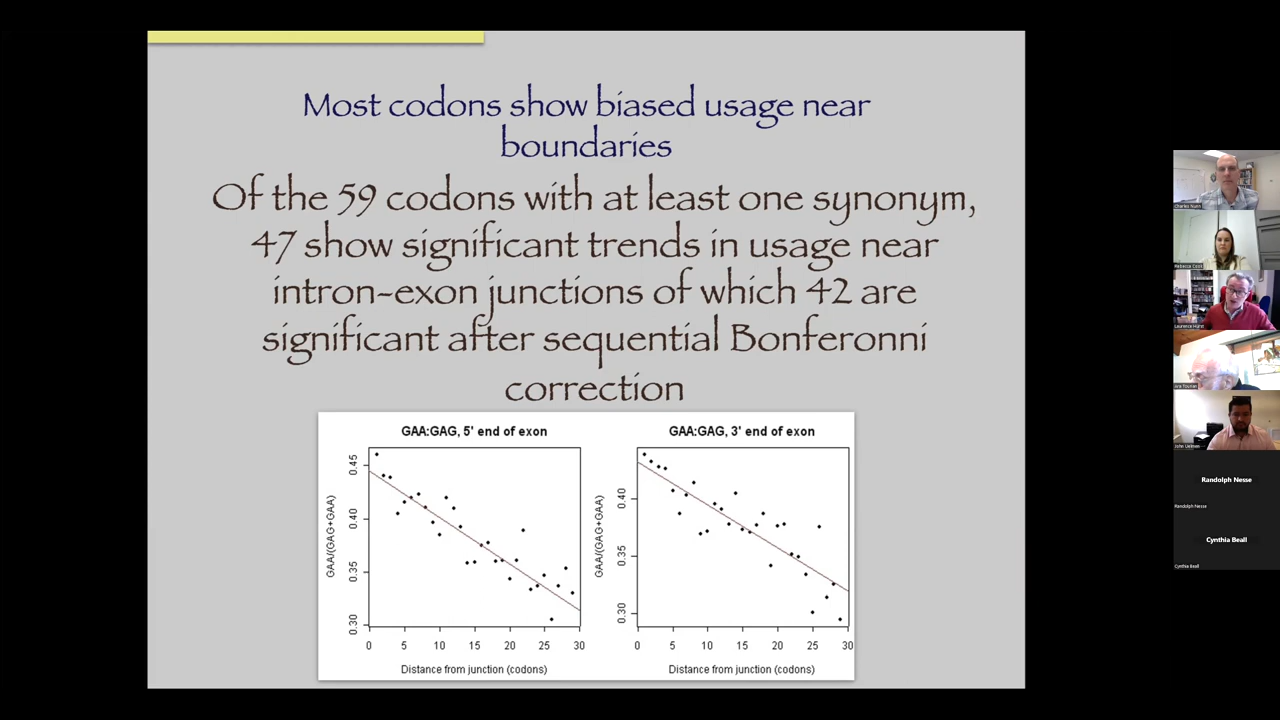 Most codons show biased usage near
boundaries
Of the 59 codons with at least one synonym,
47 show significant trends in usage near
intron-exon junctions of which 42 are
significant after sequential Bonferonni
correction
GAA:GAG, 5' end of exon
GAA/(GAG+GAA)
0.45
0.40
0.35
0.30
0 5 10 15 20 25 30
Distance from junction (codons)
GAA:GAG, 3' end of exon
GAA/(GAG+GAA)
0.40
0.35
0.30
0 5 10 15 20 25 30
Distance from junction (codons)
Charles Nunn
Laurence Hurst
Randolph Nesse
Randolph Nesse
Cynthia Beall
Cynthia Beall